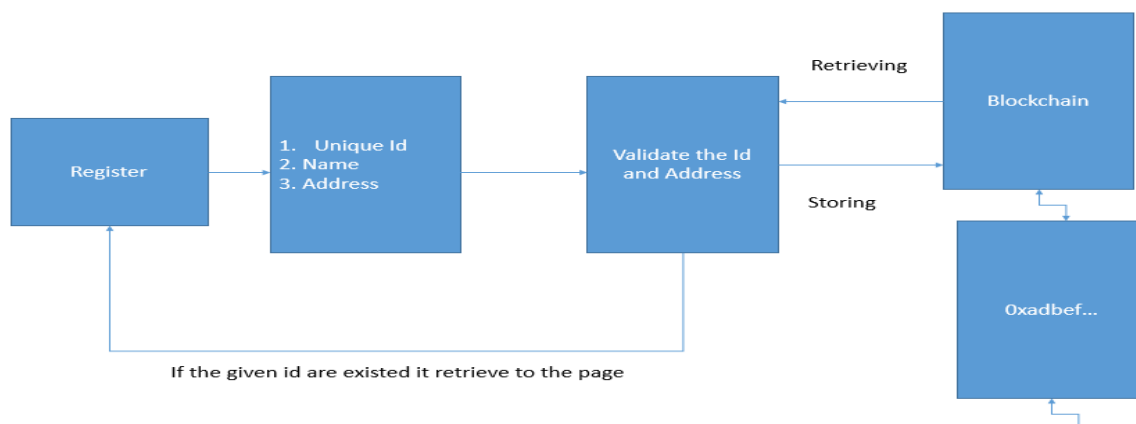 Register
1. Unique Id
2. Name
3. Address
Validate the Id
and Address
Retrieving
Storing
Blockchain
0xadbef...
If the given id are existed it retrieve to the page